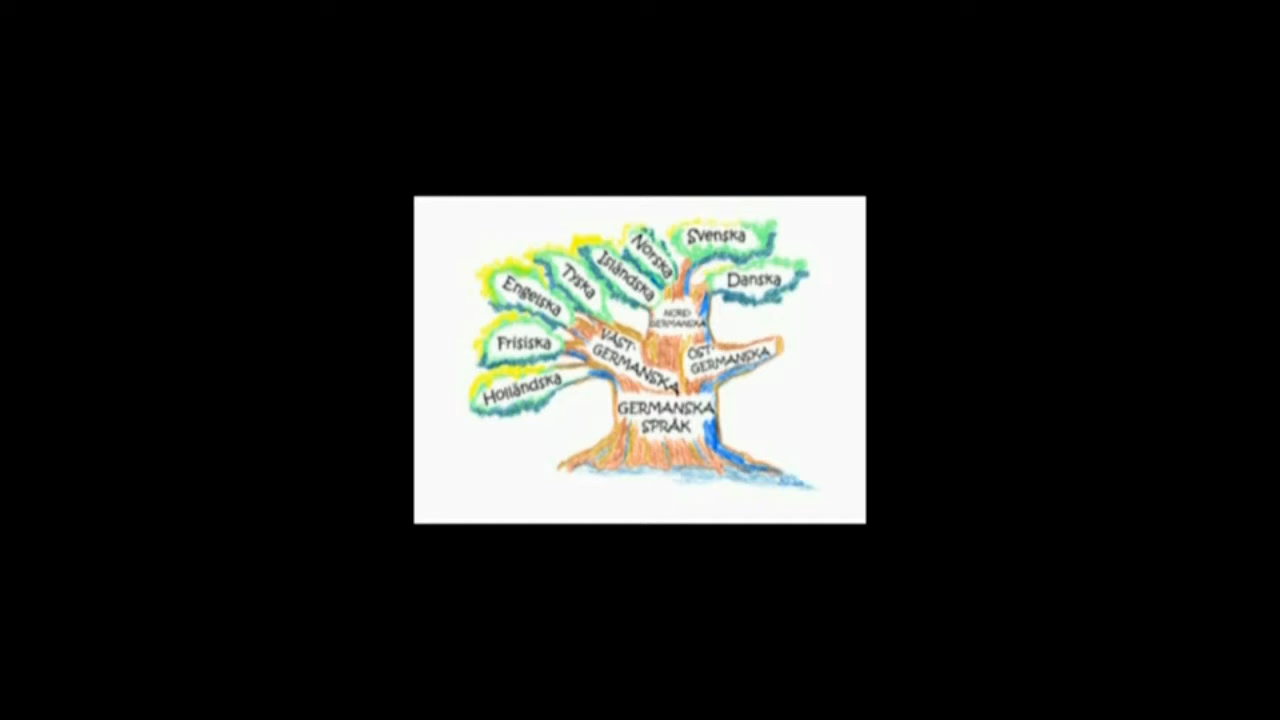 Svenska
Norska
Isländska
Danska
Tyska
Engelska
NORD-
GERMANSKA
Frisiska
VÄST-
GERMANSKA
ÖST-
GERMANSKA
Holländska
GERMANSKA
SPRÅK